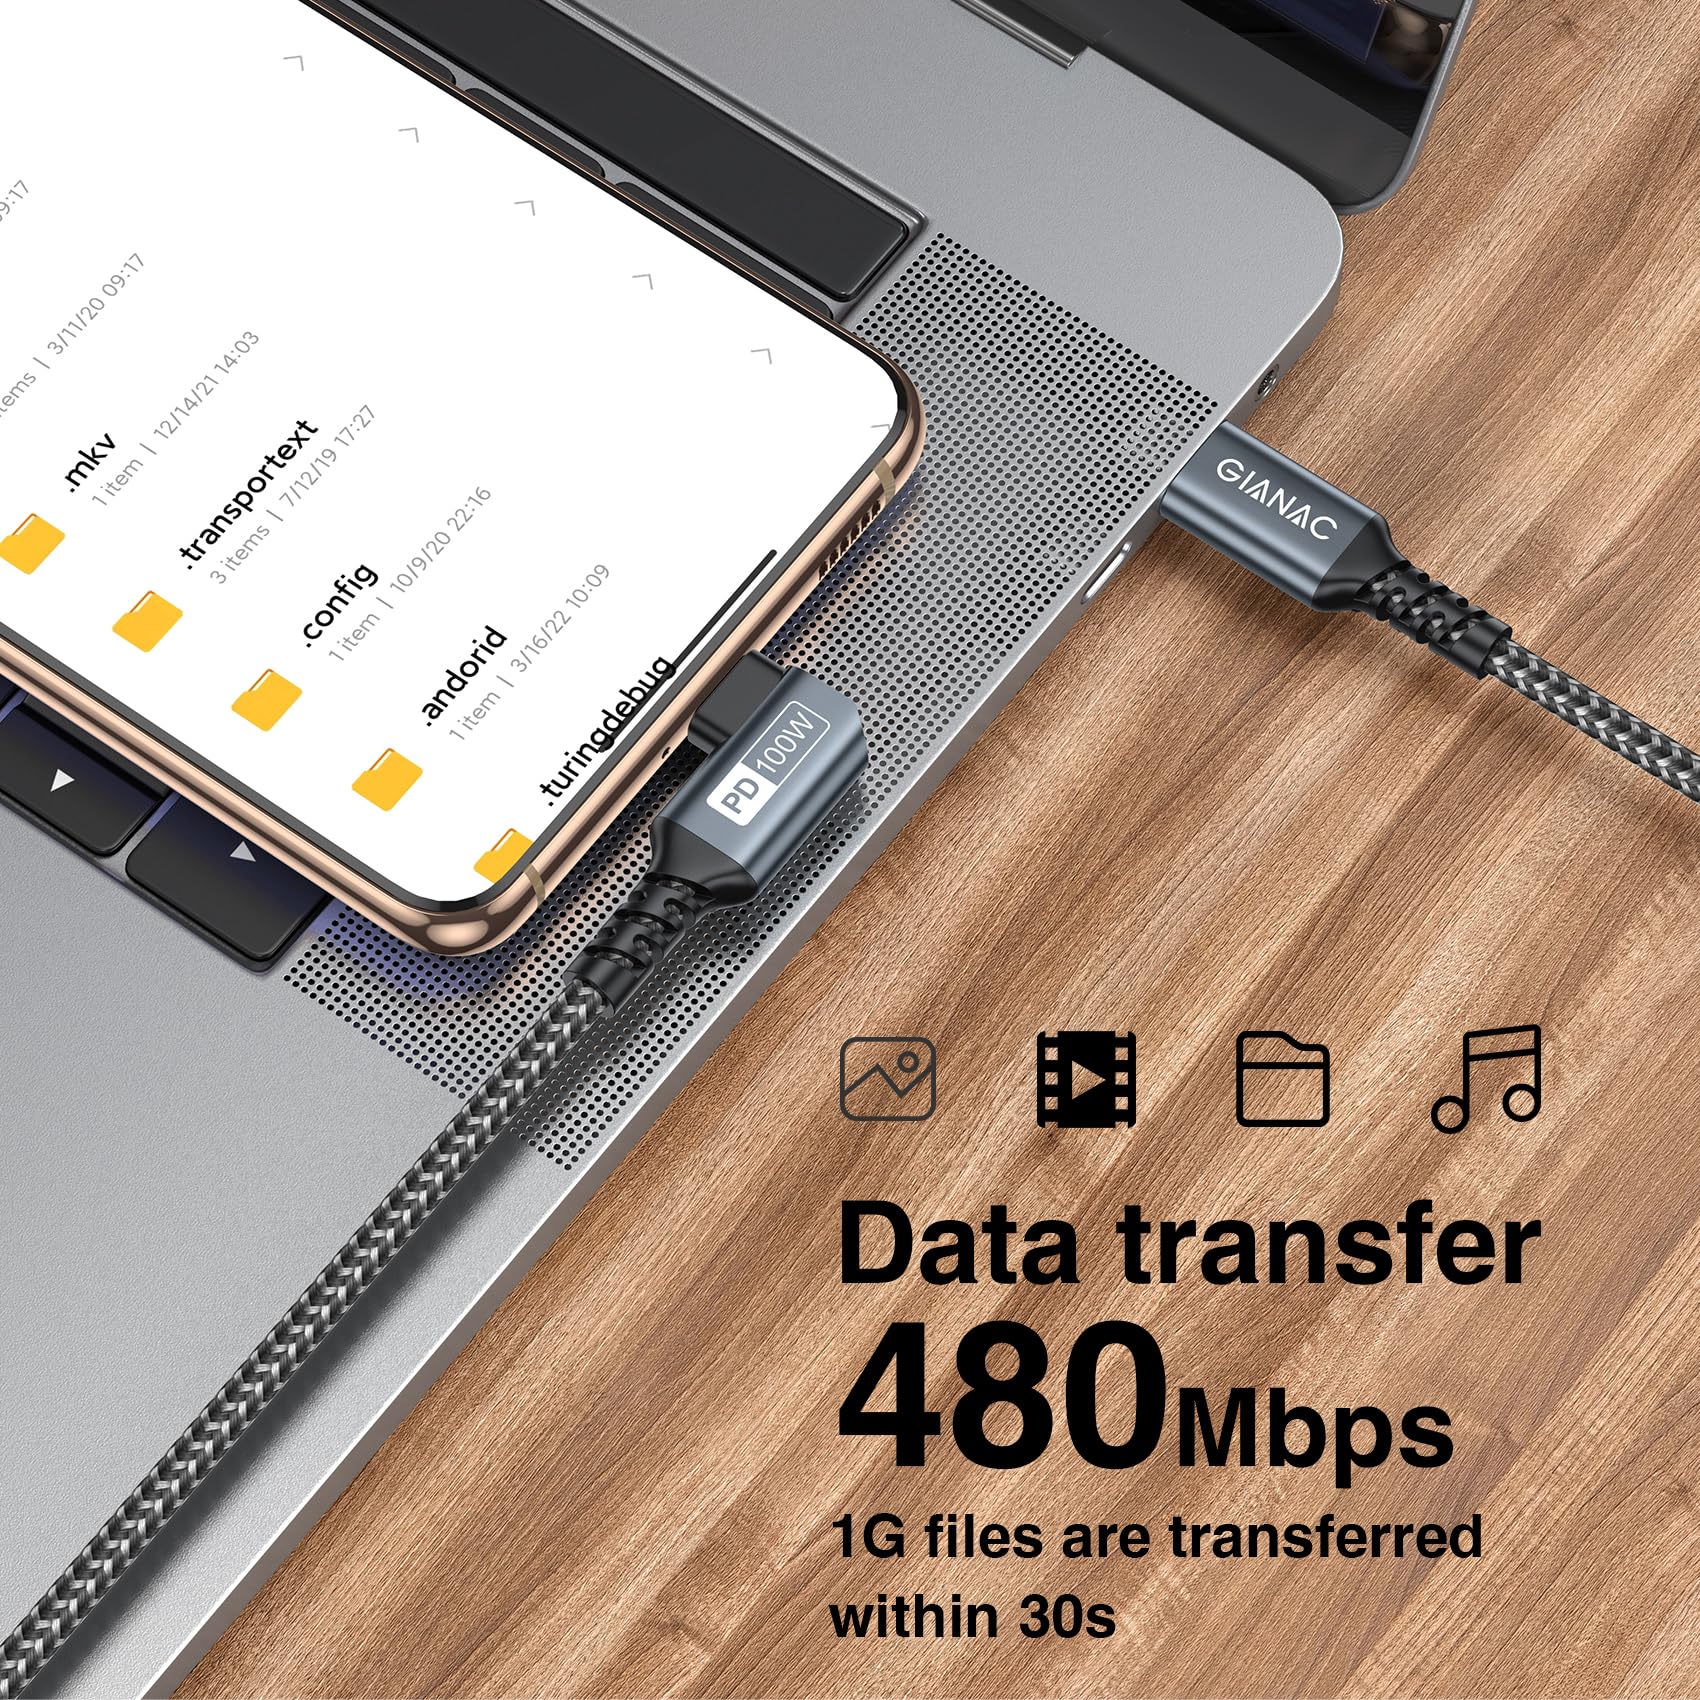 09:17
3/11/20 09:17
.mkv
1 item | 12/14/21 14:03
.transportext
3 items | 7/12/19 17:27
.config
1 item | 10/9/20 22:16
.andorid
1 item | 3/16/22 10:09
.turingdebug
PD 100W
GIANAC
Data transfer
480Mbps
1G files are transferred
within 30s